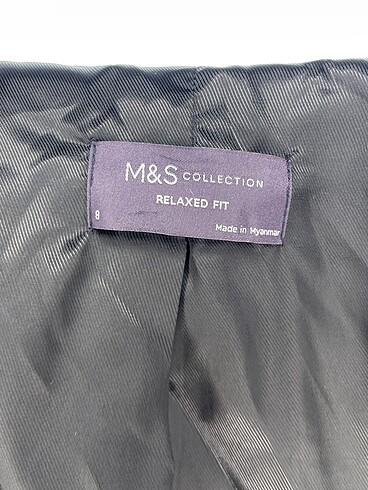 M&S COLLECTION
RELAXED FIT
8
Made in Myanmar